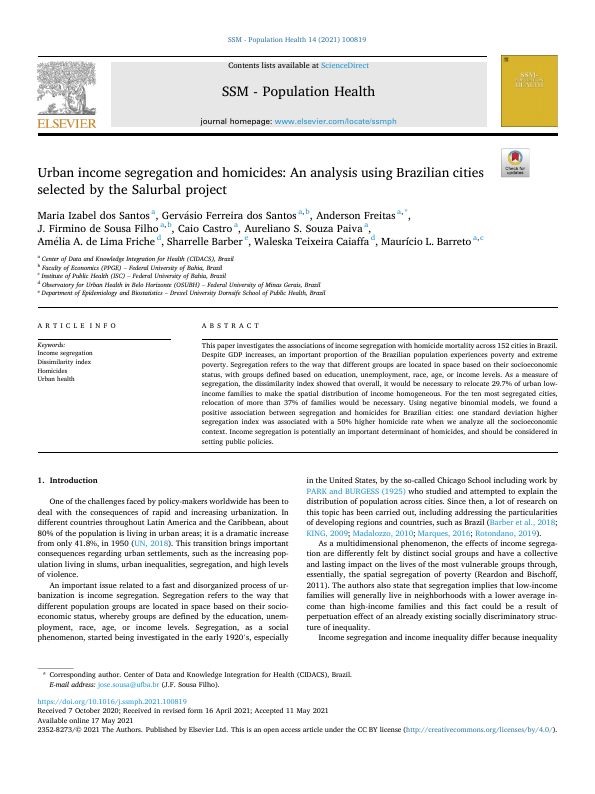 SSM - Population Health 14 (2021) 100819
Contents lists available at ScienceDirect
SSM - Population Health
journal homepage: www.elsevier.com/locate/ssmph
ELSEVIER
SSM-
POPULATION
HEALTH
Check for
updates
Urban income segregation and homicides: An analysis using Brazilian cities
selected by the Salurbal project
Maria Izabel dos Santos a, Gervásio Ferreira dos Santos a,b, Anderson Freitas a,*,
J. Firmino de Sousa Filho a,b, Caio Castro a, Aureliano S. Souza Paiva a,
Amélia A. de Lima Friche d, Sharrelle Barber e, Waleska Teixeira Caiaffa d, Maurício L. Barreto a,c
a Center of Data and Knowledge Integration for Health (CIDACS), Brazil
b Faculty of Economics (PPGE) – Federal University of Bahia, Brazil
c Institute of Public Health (ISC) – Federal University of Bahia, Brazil
d Observatory for Urban Health in Belo Horizonte (OSUBH) – Federal University of Minas Gerais, Brazil
e Department of Epidemiology and Biostatistics – Drexel University Dornsife School of Public Health, Brazil
ARTICLE INFO
Keywords:
Income segregation
Dissimilarity index
Homicides
Urban health
ABSTRACT
This paper investigates the associations of income segregation with homicide mortality across 152 cities in Brazil.
Despite GDP increases, an important proportion of the Brazilian population experiences poverty and extreme
poverty. Segregation refers to the way that different groups are located in space based on their socioeconomic
status, with groups defined based on education, unemployment, race, age, or income levels. As a measure of
segregation, the dissimilarity index showed that overall, it would be necessary to relocate 29.7% of urban low-
income families to make the spatial distribution of income homogeneous. For the ten most segregated cities,
relocation of more than 37% of families would be necessary. Using negative binomial models, we found a
positive association between segregation and homicides for Brazilian cities: one standard deviation higher
segregation index was associated with a 50% higher homicide rate when we analyze all the socioeconomic
context. Income segregation is potentially an important determinant of homicides, and should be considered in
setting public policies.
1. Introduction
One of the challenges faced by policy-makers worldwide has been to
deal with the consequences of rapid and increasing urbanization. In
different countries throughout Latin America and the Caribbean, about
80% of the population is living in urban areas; it is a dramatic increase
from only 41.8%, in 1950 (UN, 2018). This transition brings important
consequences regarding urban settlements, such as the increasing pop-
ulation living in slums, urban inequalities, segregation, and high levels
of violence.
An important issue related to a fast and disorganized process of ur-
banization is income segregation. Segregation refers to the way that
different population groups are located in space based on their socio-
economic status, whereby groups are defined by the education, unem-
ployment, race, age, or income levels. Segregation, as a social
phenomenon, started being investigated in the early 1920's, especially
in the United States, by the so-called Chicago School including work by
PARK and BURGESS (1925) who studied and attempted to explain the
distribution of population across cities. Since then, a lot of research on
this topic has been carried out, including addressing the particularities
of developing regions and countries, such as Brazil (Barber et al., 2018;
KING, 2009; Madalozzo, 2010; Marques, 2016; Rotondano, 2019).
As a multidimensional phenomenon, the effects of income segrega-
tion are differently felt by distinct social groups and have a collective
and lasting impact on the lives of the most vulnerable groups through,
essentially, the spatial segregation of poverty (Reardon and Bischoff,
2011). The authors also state that segregation implies that low-income
families will generally live in neighborhoods with a lower average in-
come than high-income families and this fact could be a result of
perpetuation effect of an already existing socially discriminatory struc-
ture of inequality.
Income segregation and income inequality differ because inequality
* Corresponding author. Center of Data and Knowledge Integration for Health (CIDACS), Brazil.
E-mail address: jose.sousa@ufba.br (J.F. Sousa Filho).
https://doi.org/10.1016/j.ssmph.2021.100819
Received 7 October 2020; Received in revised form 16 April 2021; Accepted 11 May 2021
Available online 17 May 2021
2352-8273/© 2021 The Authors. Published by Elsevier Ltd. This is an open access article under the CC BY license (http://creativecommons.org/licenses/by/4.0/).